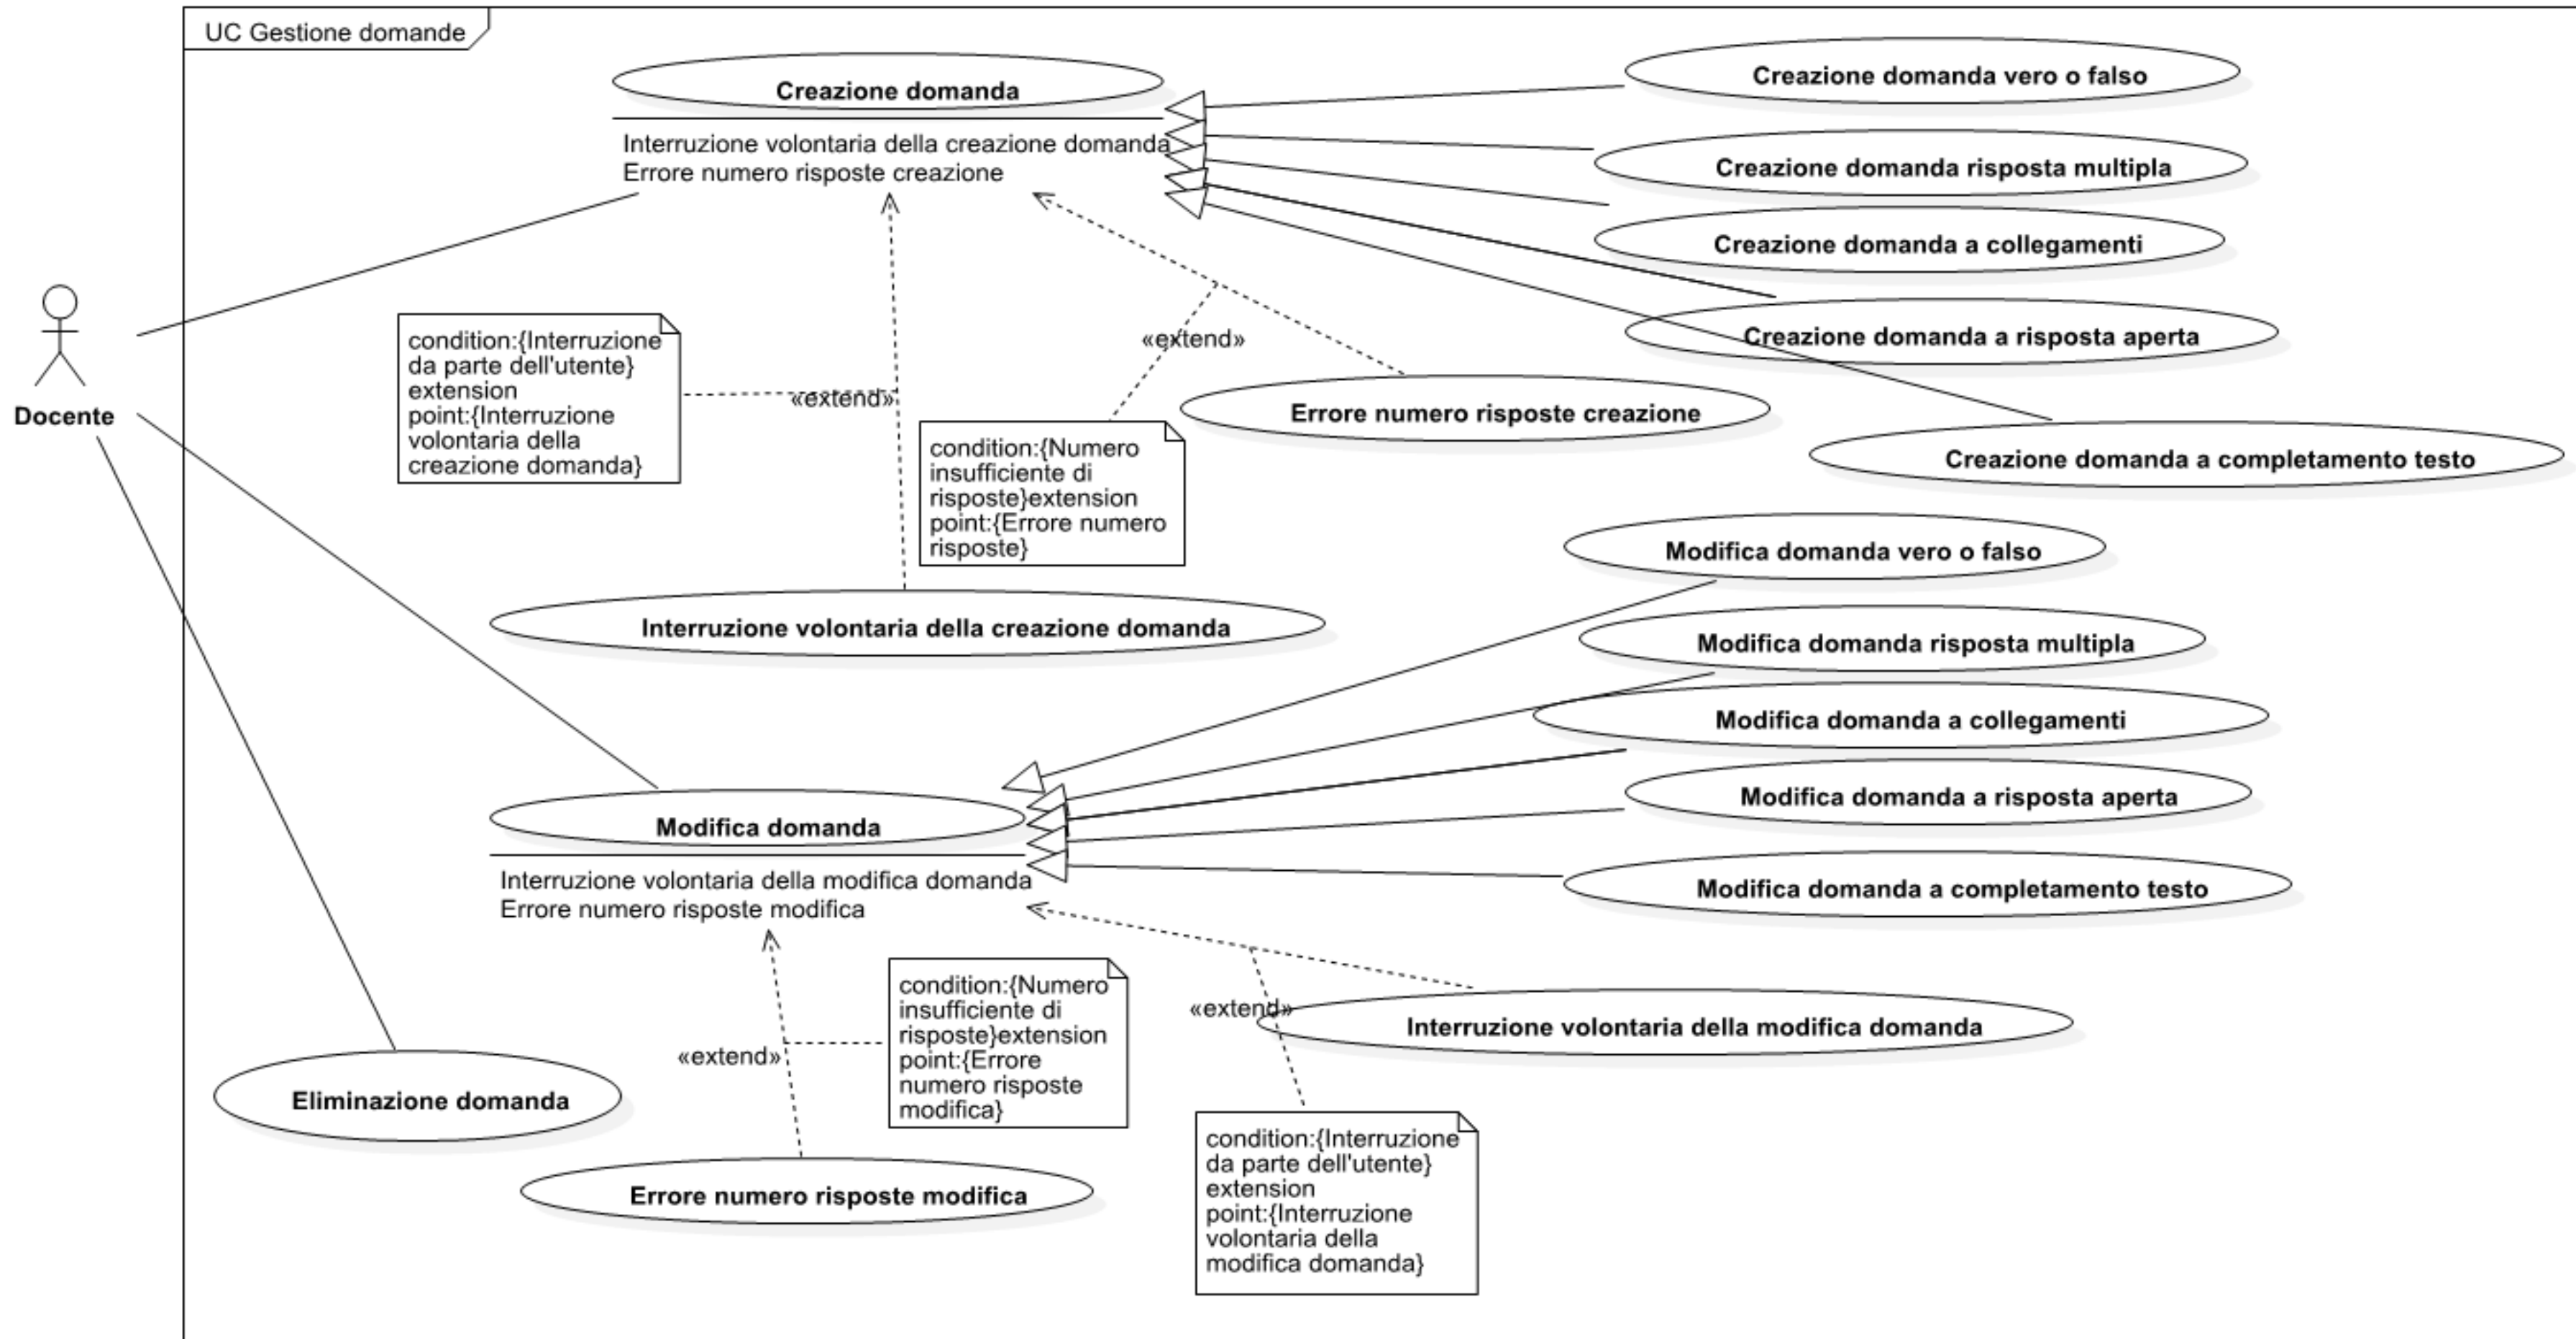 UC Gestione domande
Creazione domanda
Interruzione volontaria della creazione domanda
Errore numero risposte creazione
Creazione domanda vero o falso
Creazione domanda risposta multipla
Creazione domanda a collegamenti
Creazione domanda a risposta aperta
Creazione domanda a completamento testo
Docente
condition:{Interruzione
da parte dell'utente}
extension
point:{Interruzione
volontaria della
creazione domanda}
«extend»
«extend»
Errore numero risposte creazione
condition:{Numero
insufficiente di
risposte}extension
point:{Errore numero
risposte}
Interruzione volontaria della creazione domanda
Modifica domanda vero o falso
Modifica domanda risposta multipla
Modifica domanda a collegamenti
Modifica domanda a risposta aperta
Modifica domanda a completamento testo
Modifica domanda
Interruzione volontaria della modifica domanda
Errore numero risposte modifica
condition:{Numero
insufficiente di
risposte}extension
point:{Errore
numero risposte
modifica}
«extend»
«extend»
Interruzione volontaria della modifica domanda
Eliminazione domanda
Errore numero risposte modifica
condition:{Interruzione
da parte dell'utente}
extension
point:{Interruzione
volontaria della
modifica domanda}